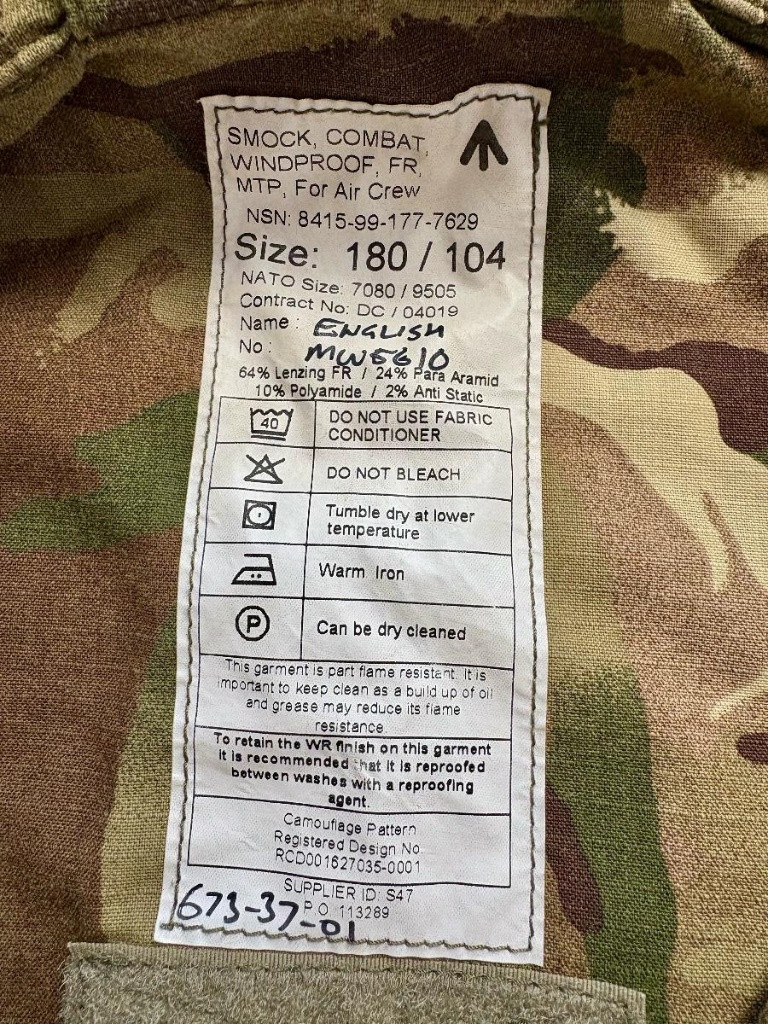 SMOCK, COMBAT,
WINDPROOF, FR,
MTP, For Air Crew
NSN: 8415-99-177-7629
Size: 180 / 104
NATO Size: 7080 / 9505
Contract No: DC / 04019
Name : ENGLISH
No : MW5610
64% Lenzing FR / 24% Para Aramid
10% Polyamide / 2% Anti Static
40 DO NOT USE FABRIC
CONDITIONER
DO NOT BLEACH
Tumble dry at lower
temperature
Warm Iron
P Can be dry cleaned
This garment is part flame resistant. It is
important to keep clean as a build up of oil
and grease may reduce its flame
resistance.
To retain the WR finish on this garment
it is recommended that it is reproofed
between washes with a reproofing
agent.
Camouflage Pattern
Registered Design No
RCD001627035-0001
SUPPLIER ID: S47
P.O. 113289
673-37-01